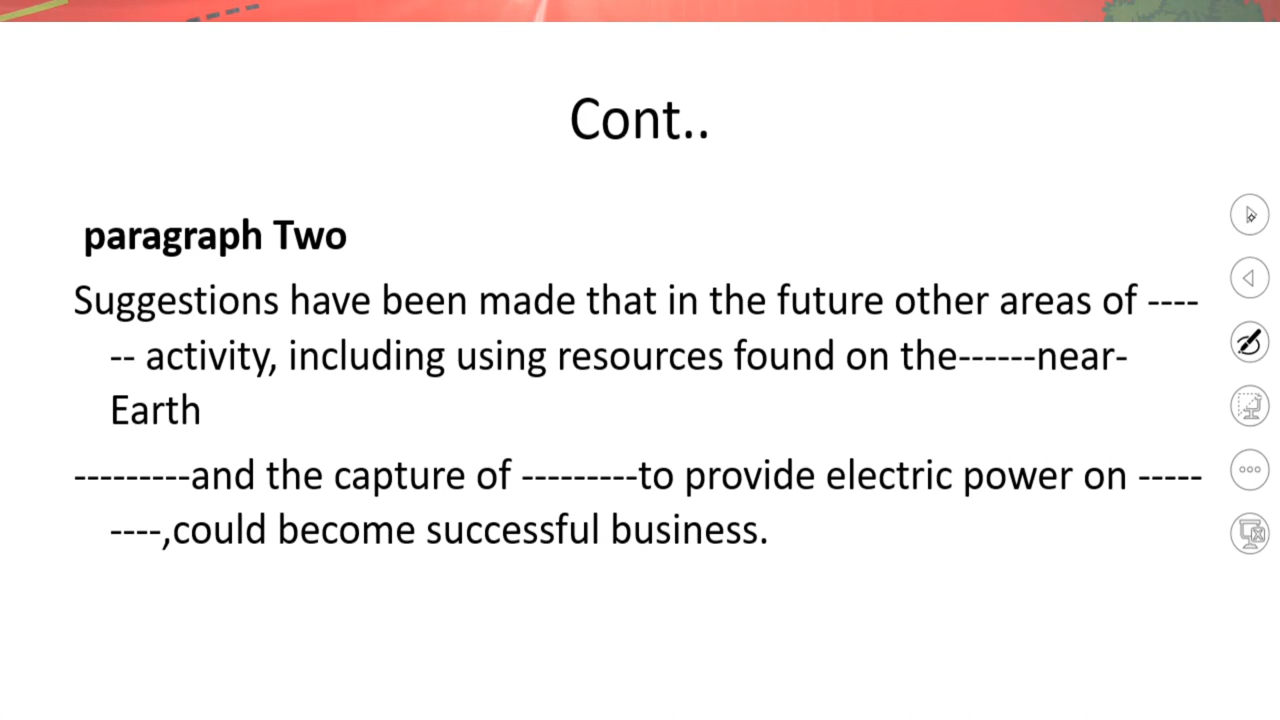 Cont..
paragraph Two
Suggestions have been made that in the future other areas of ----
-- activity, including using resources found on the------near-
Earth
---------and the capture of ---------to provide electric power on -----
----,could become successful business.